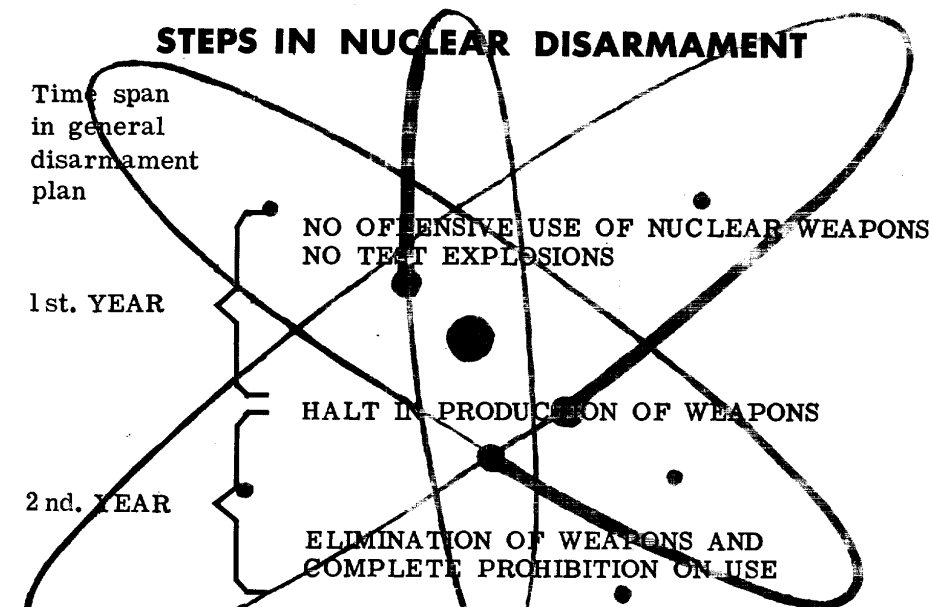 STEPS IN NUCLEAR DISARMAMENT
Time span
in general
disarmament
plan
NO OFFENSIVE USE OF NUCLEAR WEAPONS
NO TEST EXPLOSIONS
1st. YEAR
HALT IN PRODUCTION OF WEAPONS
2nd. YEAR
ELIMINATION OF WEAPONS AND
COMPLETE PROHIBITION ON USE